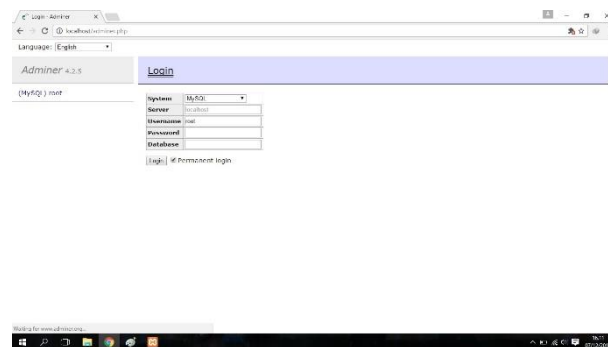 Login - Adminer
localhost/adminer.php
Language: English
Adminer 4.2.5
Login
(MySQL) root
System MySQL
Server localhost
Username root
Password
Database
Login Permanent login
Waiting for www.adminer.org...